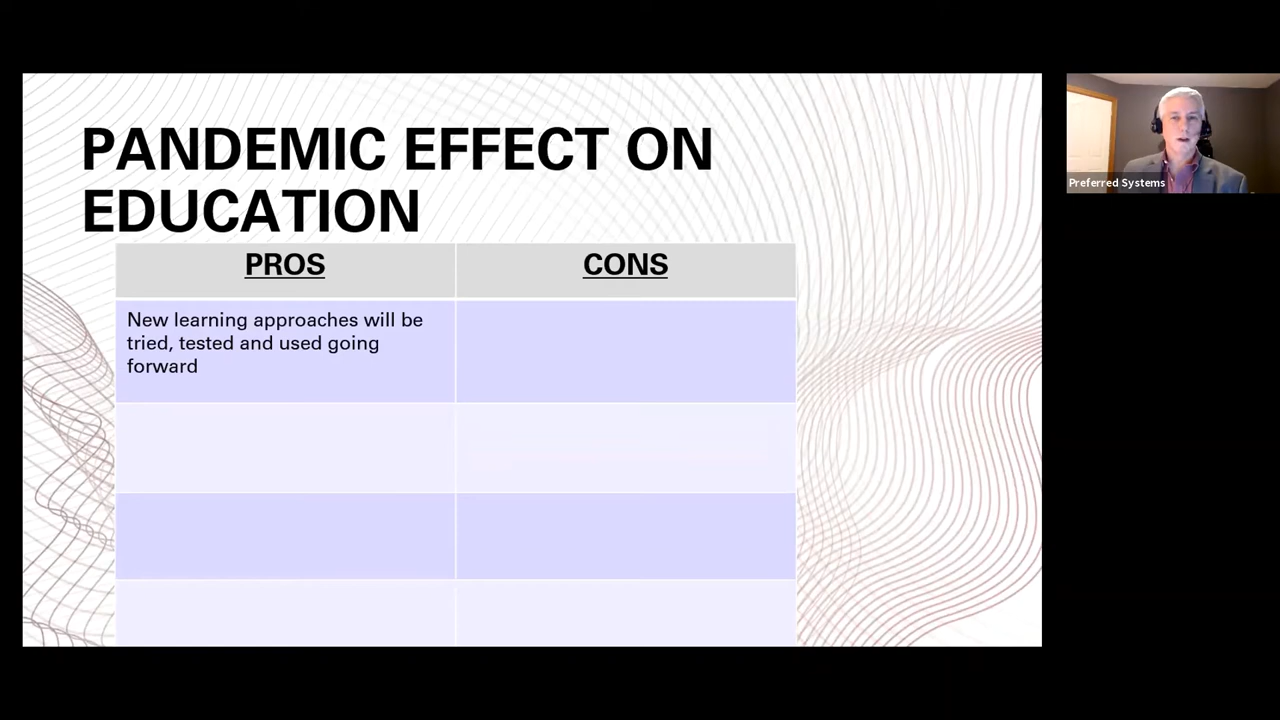 PANDEMIC EFFECT ON
EDUCATION
PROS
CONS
New learning approaches will be
tried, tested and used going
forward
Preferred Systems